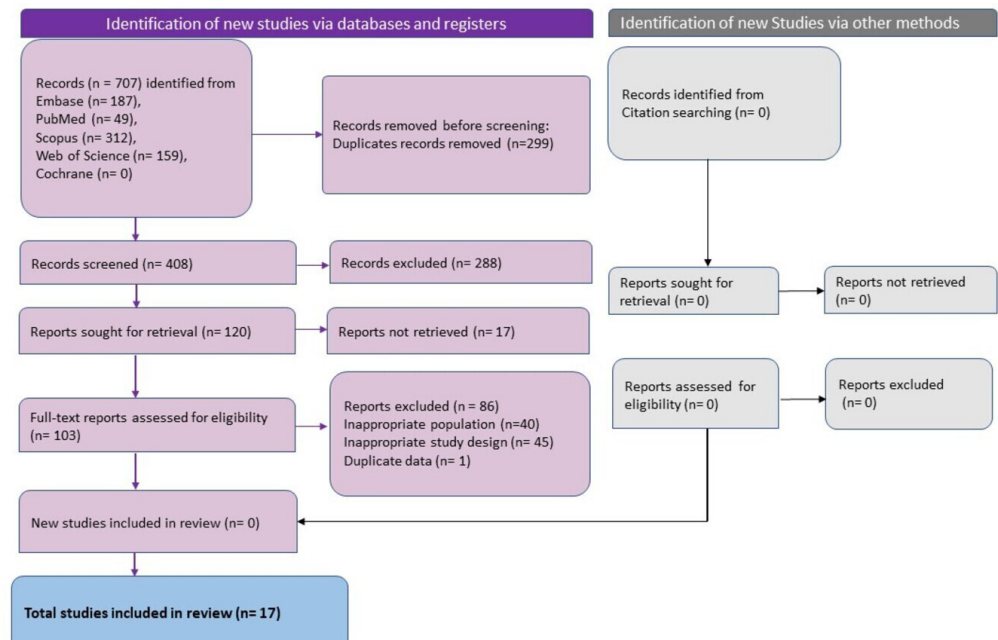 Identification of new studies via databases and registers
Identification of new Studies via other methods
Records (n = 707) identified from
Embase (n= 187),
PubMed (n= 49),
Scopus (n= 312),
Web of Science (n= 159),
Cochrane (n= 0)
Records removed before screening:
Duplicates records removed (n=299)
Records identified from
Citation searching (n= 0)
Records screened (n= 408)
Records excluded (n= 288)
Reports sought for
retrieval (n= 0)
Reports not retrieved
(n= 0)
Reports sought for retrieval (n= 120)
Reports not retrieved (n= 17)
Full-text reports assessed for eligibility
(n= 103)
Reports excluded (n = 86)
Inappropriate population (n=40)
Inappropriate study design (n= 45)
Duplicate data (n= 1)
Reports assessed for
eligibility (n= 0)
Reports excluded
(n= 0)
New studies included in review (n= 0)
Total studies included in review (n= 17)